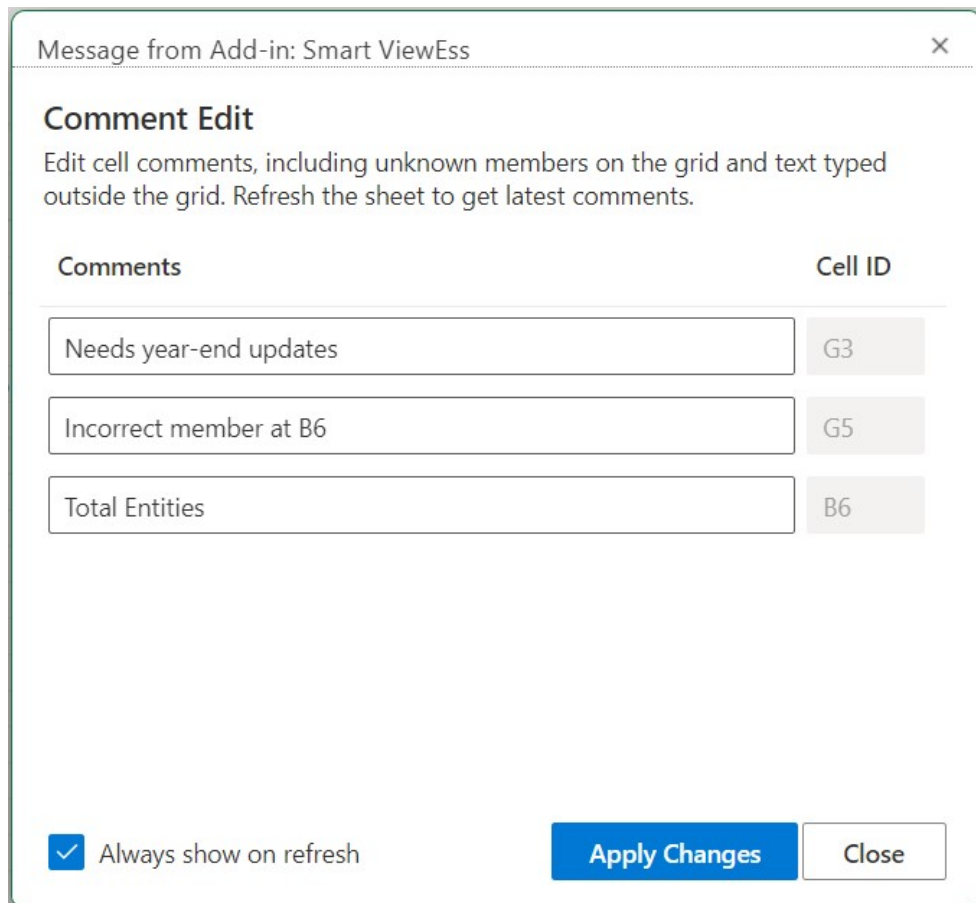 Message from Add-in: Smart ViewEss
Comment Edit
Edit cell comments, including unknown members on the grid and text typed
outside the grid. Refresh the sheet to get latest comments.
Comments Cell ID
Needs year-end updates G3
Incorrect member at B6 G5
Total Entities B6
Always show on refresh Apply Changes Close